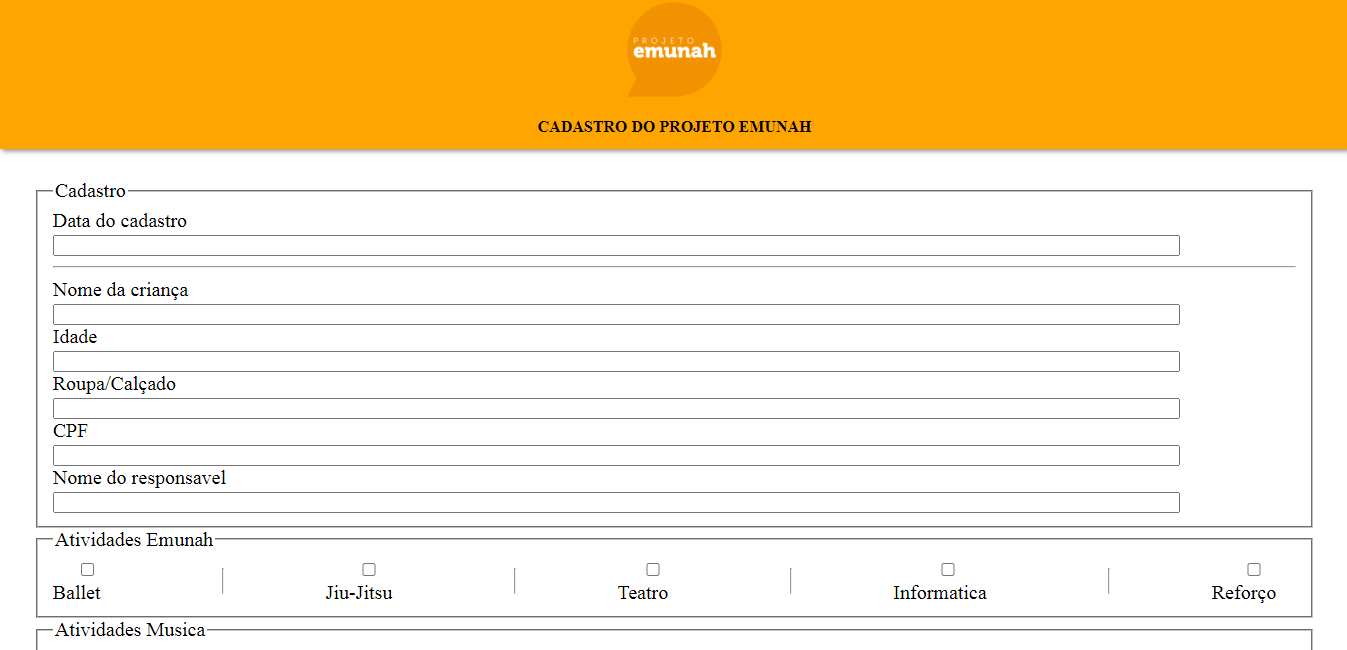 PROJETO
emunah
CADASTRO DO PROJETO EMUNAH
Cadastro
Data do cadastro
Nome da criança
Idade
Roupa/Calçado
CPF
Nome do responsavel
Atividades Emunah
Ballet Jiu-Jitsu Teatro Informatica Reforço
Atividades Musica